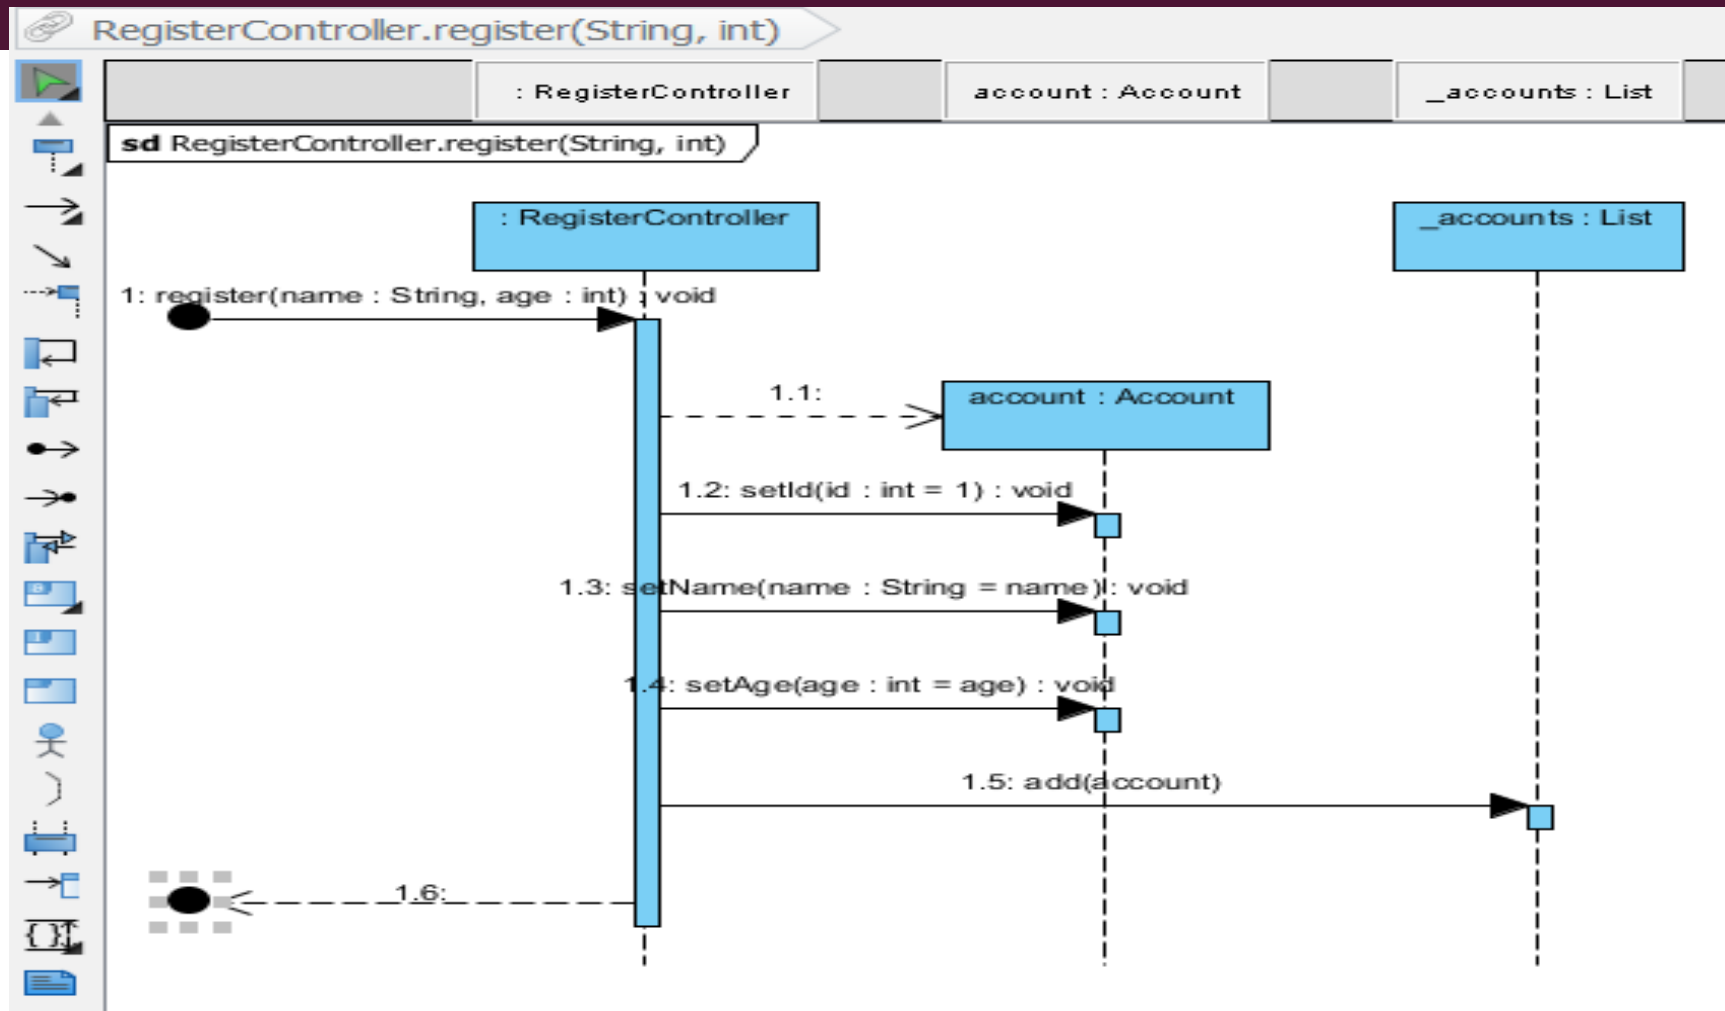 RegisterController.register(String, int)
: RegisterController
account : Account
_accounts : List
sd RegisterController.register(String, int)
: RegisterController
_accounts : List
1: register(name : String, age : int) : void
1.1:
account : Account
1.2: setId(id : int = 1) : void
1.3: setName(name : String = name) : void
1.4: setAge(age : int = age) : void
1.5: add(account)
1.6: